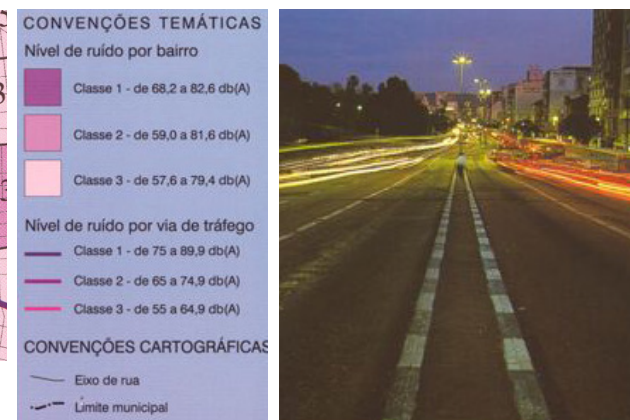 CONVENÇÕES TEMÁTICAS
Nível de ruído por bairro
Classe 1 - de 68,2 a 82,6 db(A)
Classe 2 - de 59,0 a 81,6 db(A)
Classe 3 - de 57,6 a 79,4 db(A)
Nível de ruído por via de tráfego
Classe 1 - de 75 a 89,9 db(A)
Classe 2 - de 65 a 74,9 db(A)
Classe 3 - de 55 a 64,9 db(A)
CONVENÇÕES CARTOGRÁFICAS
Eixo de rua
Limite municipal